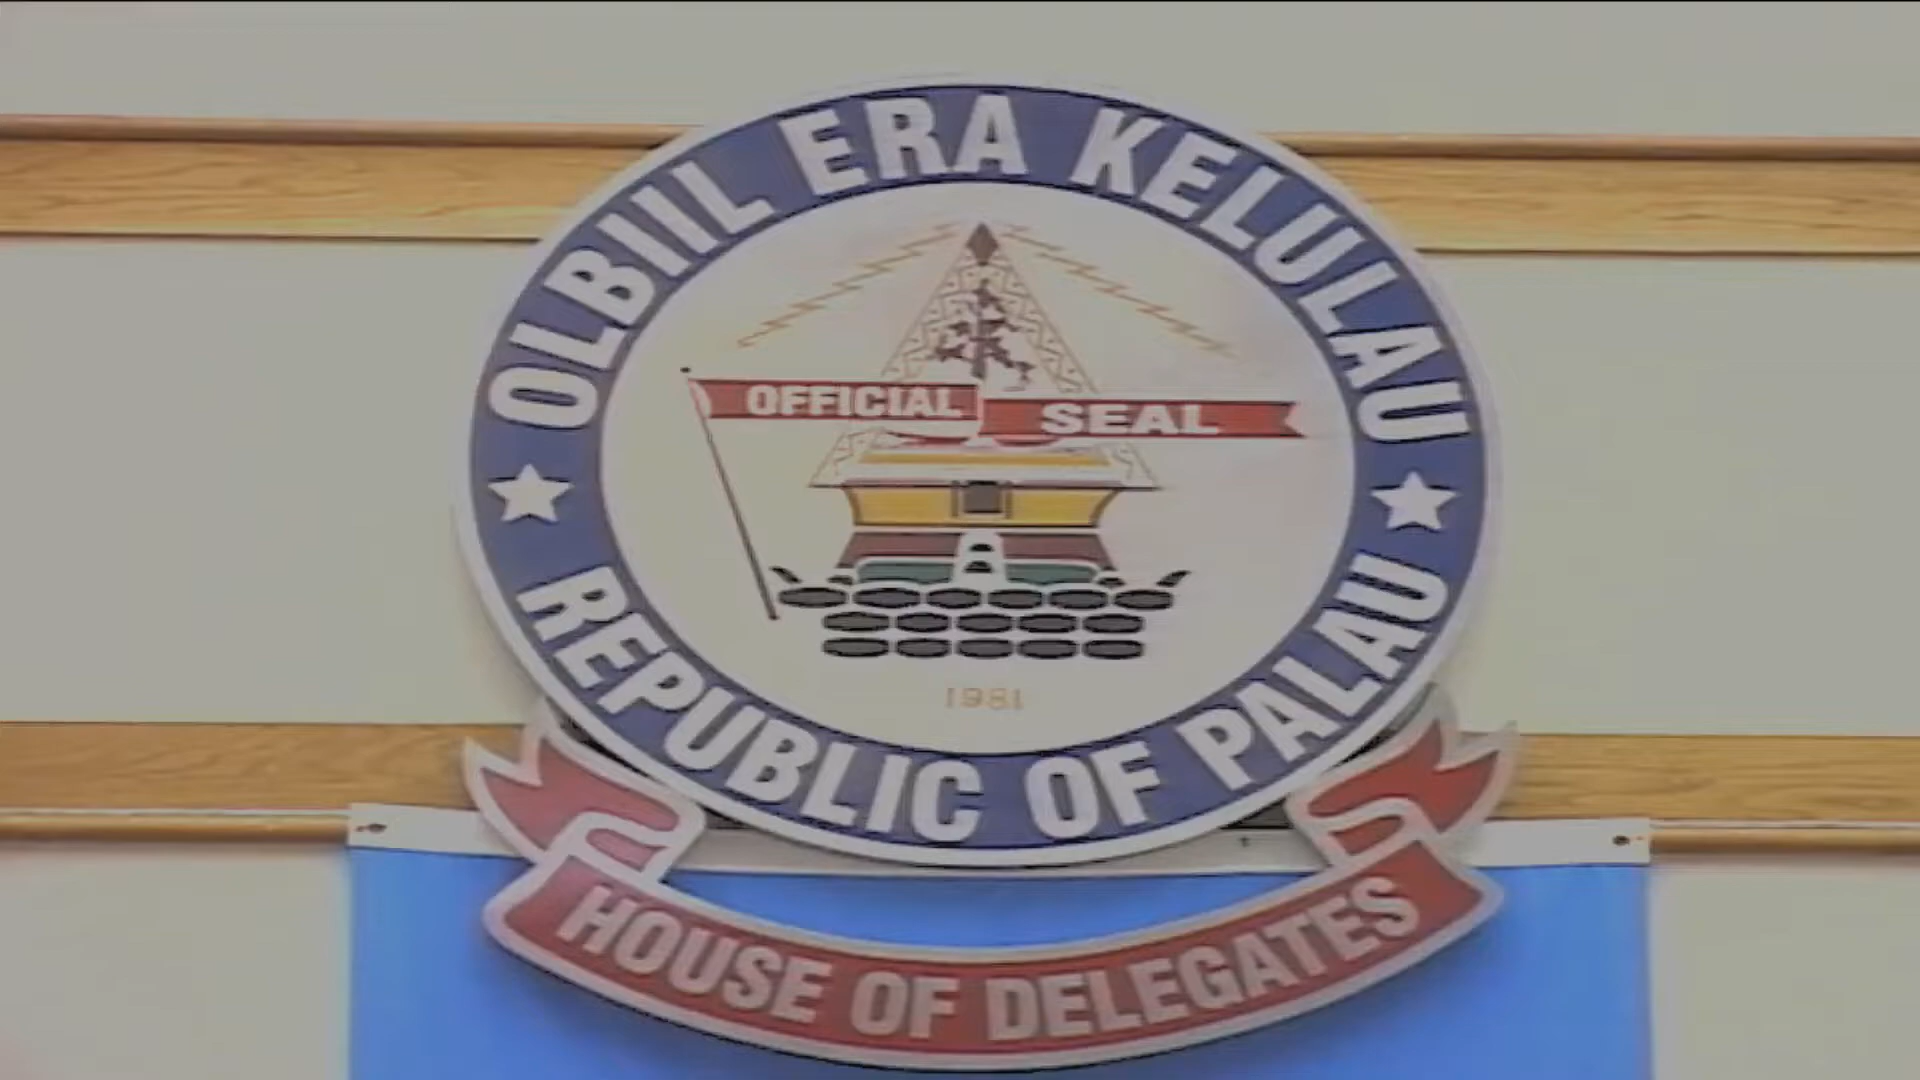 OLBIIL ERA KELULAU
OFFICIAL SEAL
1981
REPUBLIC OF PALAU
HOUSE OF DELEGATES